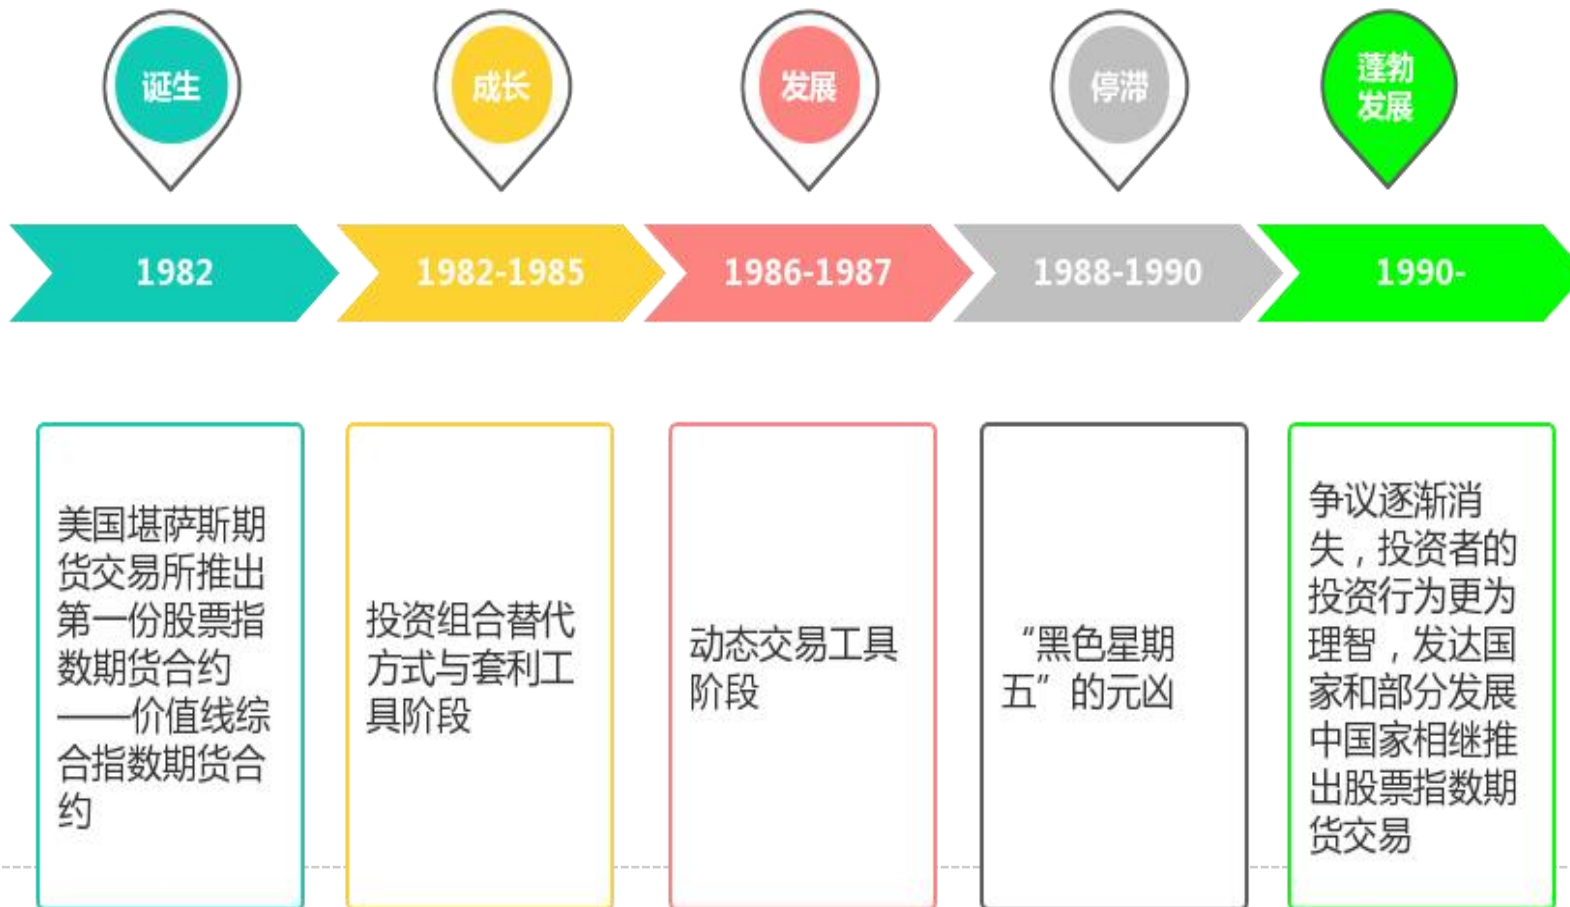 诞生
成长
发展
停滞
蓬勃
发展
1982
1982-1985
1986-1987
1988-1990
1990-
美国堪萨斯期
货交易所推出
第一份股票指
数期货合约
——价值线综
合指数期货合
约
投资组合替代
方式与套利工
具阶段
动态交易工具
阶段
“黑色星期
五”的元凶
争议逐渐消
失，投资者的
投资行为更为
理智，发达国
家和部分发展
中国家相继推
出股票指数期
货交易